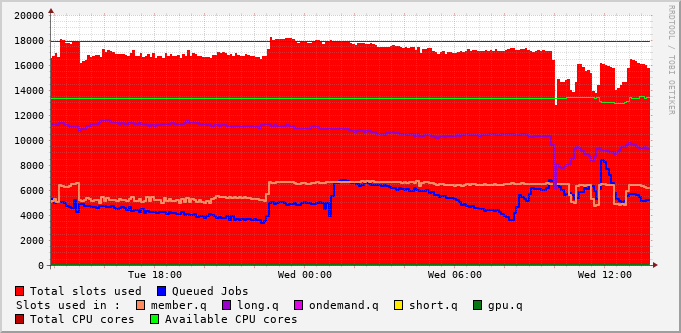 20000
18000
16000
14000
12000
10000
8000
6000
4000
2000
0
Tue 18:00 Wed 00:00 Wed 06:00 Wed 12:00
RRDTOOL / TOBI OETIKER
Total slots used Queued Jobs
Slots used in : member.q long.q ondemand.q short.q gpu.q
Total CPU cores Available CPU cores